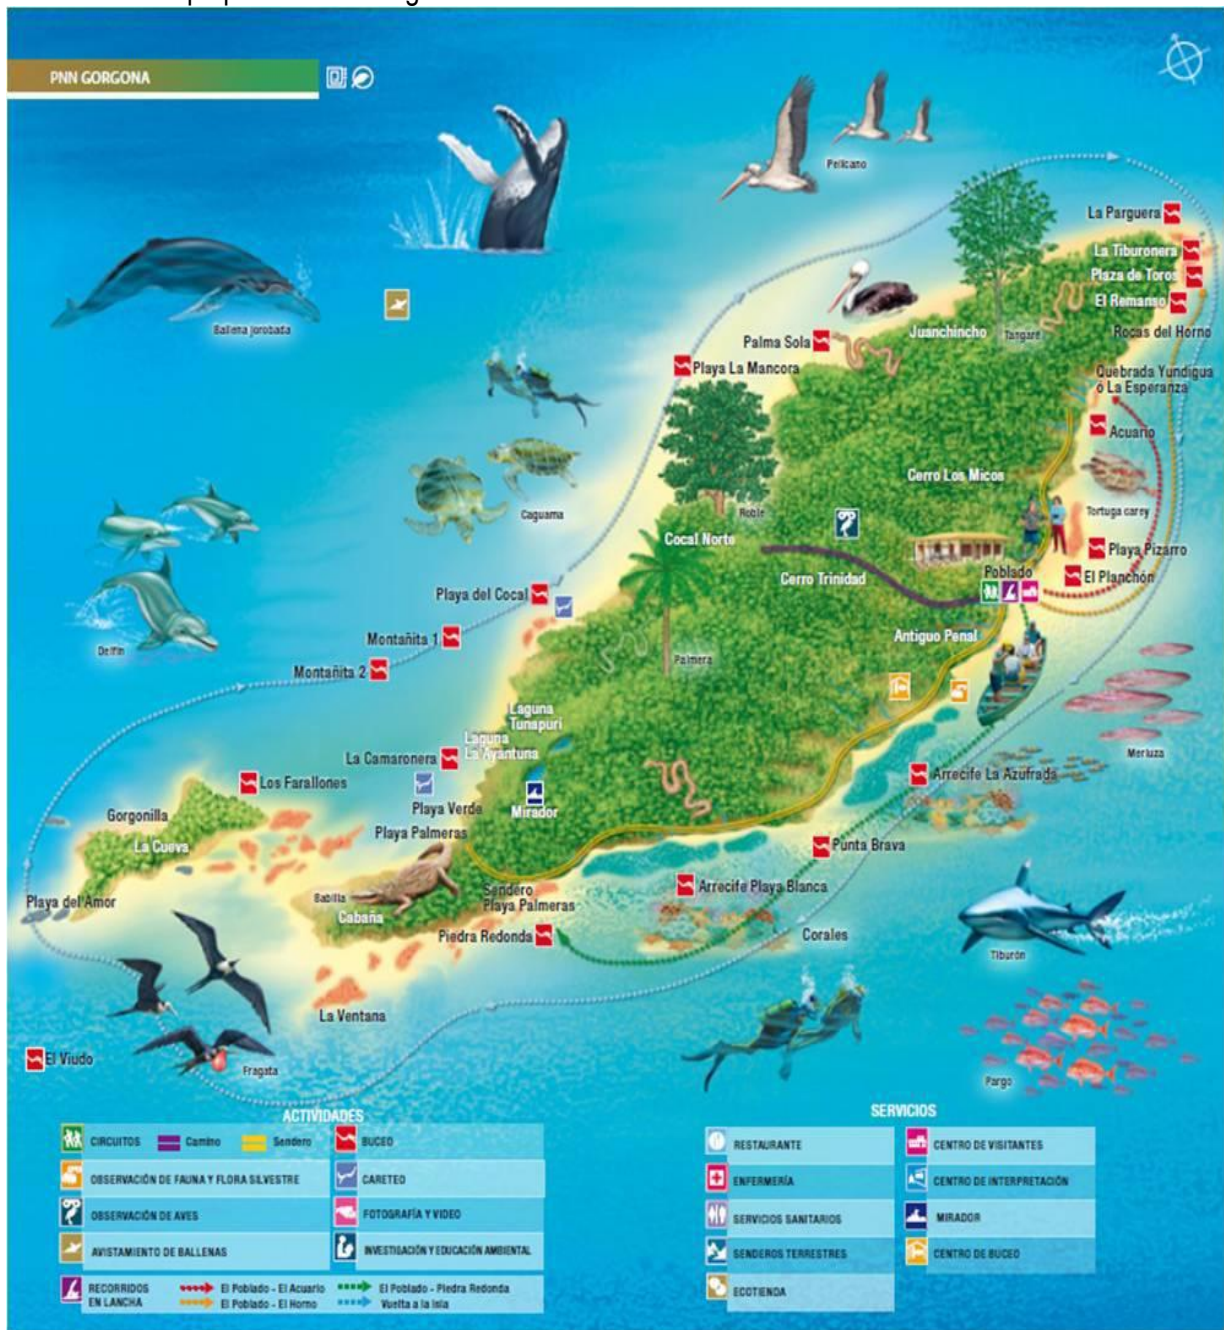 PNN GORGONA
Pelícano
La Parguera
La Tiburonera
Plaza de Toros
El Remanso
Rocas del Horno
Ballena Jorobada
Juanchincho
Tangare
Palma Sola
Playa La Mancora
Quebrada Yundigua
ó La Esperanza
Acuario
Cerro Los Micos
Caguama
Roble
Tortuga carey
Cocal Norte
Playa Pizarro
Cerro Trinidad
Poblado
El Planchón
Playa del Cocal
Montañita 1
Antiguo Penal
Delfín
Montañita 2
Palmera
Laguna
Tunapuri
Laguna
La Ayantuna
Merluza
La Camaronera
Los Farallones
Arrecife La Azufrada
Gorgonilla
Playa Verde
Mirador
Playa Palmeras
La Cueva
Punta Brava
Playa del Amor
Babilla
Cabaña
Sendero
Playa Palmeras
Arrecife Playa Blanca
Piedra Redonda
Corales
Tiburón
La Ventana
El Viudo
Fragata
Pargo
ACTIVIDADES
CIRCUITOS Camino Sendero
BUCEO
OBSERVACIÓN DE FAUNA Y FLORA SILVESTRE
CARETEO
OBSERVACIÓN DE AVES
FOTOGRAFÍA Y VIDEO
AVISTAMIENTO DE BALLENAS
INVESTIGACIÓN Y EDUCACIÓN AMBIENTAL
RECORRIDOS
EN LANCHA
El Poblado - El Acuario
El Poblado - Piedra Redonda
El Poblado - El Horno
Vuelta a la Isla
SERVICIOS
RESTAURANTE
CENTRO DE VISITANTES
ENFERMERÍA
CENTRO DE INTERPRETACIÓN
SERVICIOS SANITARIOS
MIRADOR
SENDEROS TERRESTRES
CENTRO DE BUCEO
ECOTIENDA